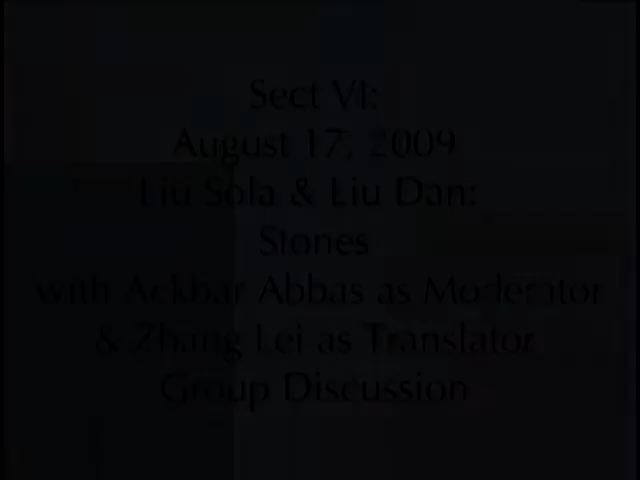 Sect VI:
August 17, 2009
Liu Sola & Liu Dan:
Stones
with Ackbar Abbas as Moderator
& Zhang Lei as Translator
Group Discussion